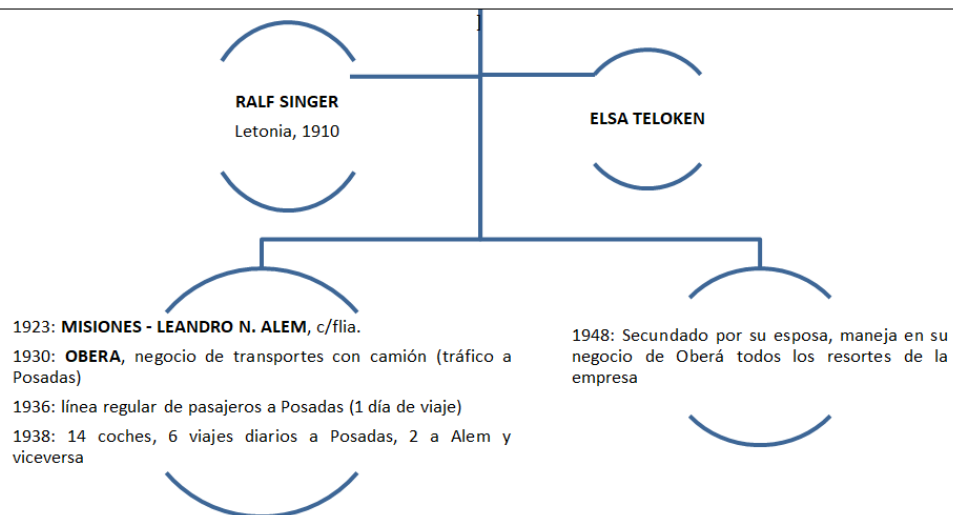 ]
RALF SINGER
Letonia, 1910
ELSA TELOKEN
1923: MISIONES - LEANDRO N. ALEM, c/flia.
1930: OBERA, negocio de transportes con camión (tráfico a
Posadas)
1936: línea regular de pasajeros a Posadas (1 día de viaje)
1938: 14 coches, 6 viajes diarios a Posadas, 2 a Alem y
viceversa
1948: Secundado por su esposa, maneja en su
negocio de Oberá todos los resortes de la
empresa